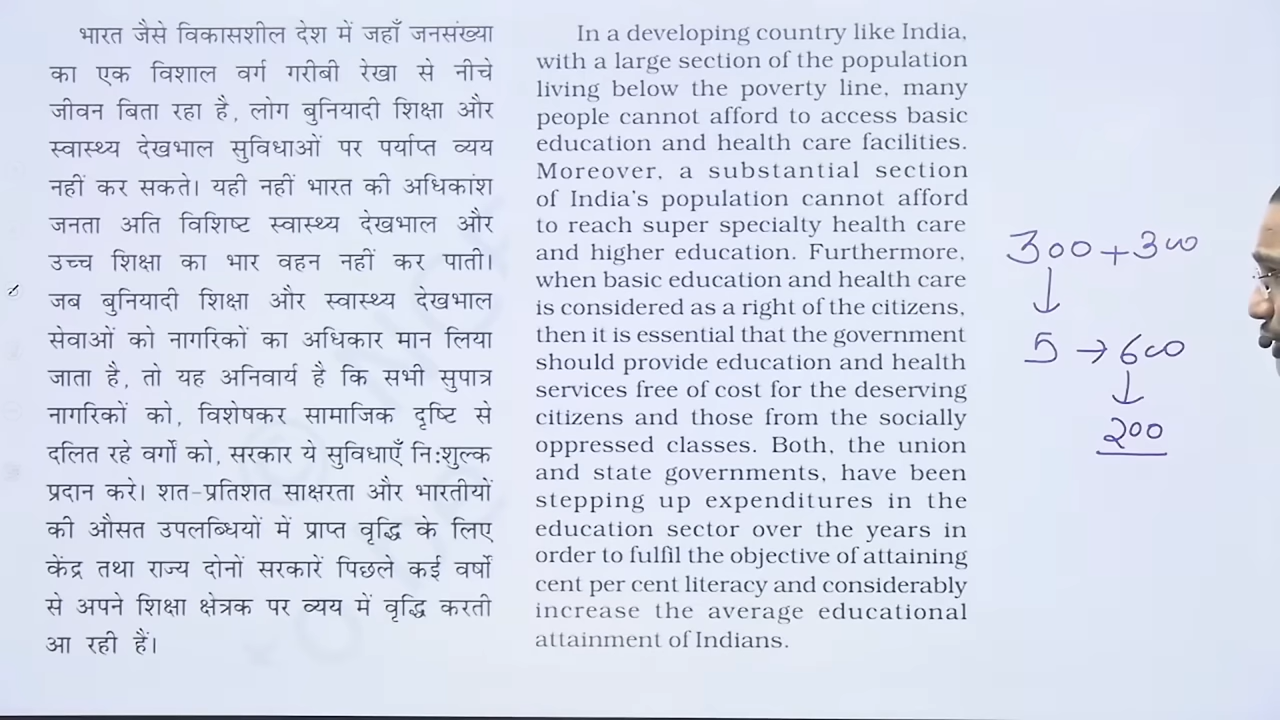 भारत जैसे विकासशील देश में जहाँ जनसंख्या
का एक विशाल वर्ग गरीबी रेखा से नीचे
जीवन बिता रहा है, लोग बुनियादी शिक्षा और
स्वास्थ्य देखभाल सुविधाओं पर पर्याप्त व्यय
नहीं कर सकते। यही नहीं भारत की अधिकांश
जनता अति विशिष्ट स्वास्थ्य देखभाल और
उच्च शिक्षा का भार वहन नहीं कर पाती।
जब बुनियादी शिक्षा और स्वास्थ्य देखभाल
सेवाओं को नागरिकों का अधिकार मान लिया
जाता है, तो यह अनिवार्य है कि सभी सुपात्र
नागरिकों को, विशेषकर सामाजिक दृष्टि से
दलित रहे वर्गों को, सरकार ये सुविधाएँ नि:शुल्क
प्रदान करे। शत-प्रतिशत साक्षरता और भारतीयों
की औसत उपलब्धियों में प्राप्त वृद्धि के लिए
केंद्र तथा राज्य दोनों सरकारें पिछले कई वर्षों
से अपने शिक्षा क्षेत्रक पर व्यय में वृद्धि करती
आ रही हैं।
In a developing country like India,
with a large section of the population
living below the poverty line, many
people cannot afford to access basic
education and health care facilities.
Moreover, a substantial section
of India's population cannot afford
to reach super specialty health care
and higher education. Furthermore,
when basic education and health care
is considered as a right of the citizens,
then it is essential that the government
should provide education and health
services free of cost for the deserving
citizens and those from the socially
oppressed classes. Both, the union
and state governments, have been
stepping up expenditures in the
education sector over the years in
order to fulfil the objective of attaining
cent per cent literacy and considerably
increase the average educational
attainment of Indians.
300 + 300
↓
5 → 600
↓
200